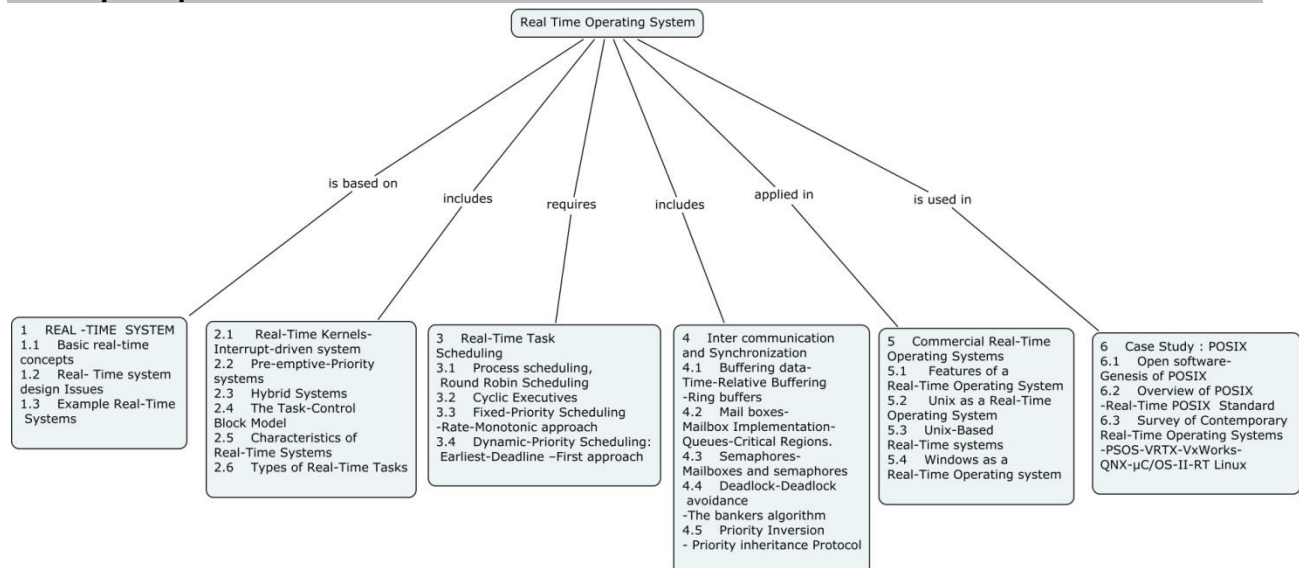 Real Time Operating System
is based on
includes
requires
includes
applied in
is used in
1 REAL -TIME SYSTEM
1.1 Basic real-time
concepts
1.2 Real- Time system
design Issues
1.3 Example Real-Time
Systems
2.1 Real-Time Kernels-
Interrupt-driven system
2.2 Pre-emptive-Priority
systems
2.3 Hybrid Systems
2.4 The Task-Control
Block Model
2.5 Characteristics of
Real-Time Systems
2.6 Types of Real-Time Tasks
3 Real-Time Task
Scheduling
3.1 Process scheduling,
Round Robin Scheduling
3.2 Cyclic Executives
3.3 Fixed-Priority Scheduling
-Rate-Monotonic approach
3.4 Dynamic-Priority Scheduling:
Earliest-Deadline –First approach
4 Inter communication
and Synchronization
4.1 Buffering data-
Time-Relative Buffering
-Ring buffers
4.2 Mail boxes-
Mailbox Implementation-
Queues-Critical Regions.
4.3 Semaphores-
Mailboxes and semaphores
4.4 Deadlock-Deadlock
avoidance
-The bankers algorithm
4.5 Priority Inversion
- Priority inheritance Protocol
5 Commercial Real-Time
Operating Systems
5.1 Features of a
Real-Time Operating System
5.2 Unix as a Real-Time
Operating System
5.3 Unix-Based
Real-Time systems
5.4 Windows as a
Real-Time Operating system
6 Case Study : POSIX
6.1 Open software-
Genesis of POSIX
6.2 Overview of POSIX
-Real-Time POSIX Standard
6.3 Survey of Contemporary
Real-Time Operating Systems
-PSOS-VRTX-VxWorks-
QNX-µC/OS-II-RT Linux